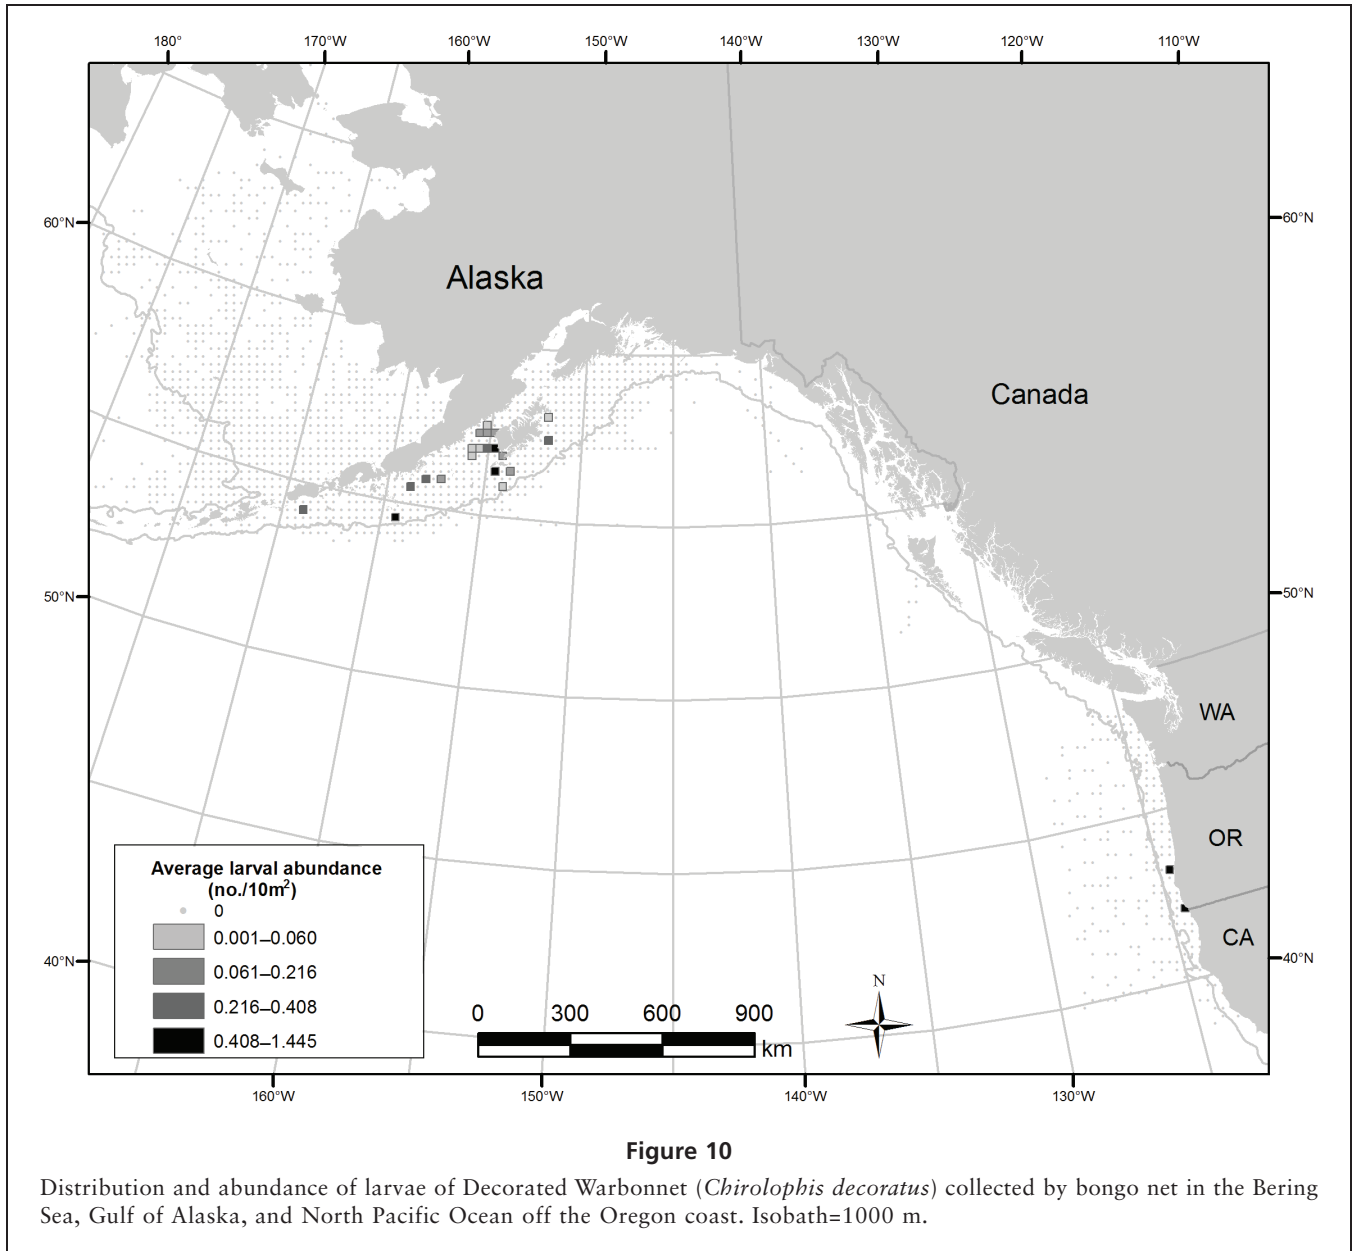 180° 170°W 160°W 150°W 140°W 130°W 120°W 110°W
60°N 60°N
Alaska
Canada
50°N 50°N
WA
OR
CA
40°N 40°N
Average larval abundance
(no./10m²)
0
0.001–0.060
0.061–0.216
0.216–0.408
0.408–1.445
0 300 600 900
km
N
160°W 150°W 140°W 130°W
Figure 10
Distribution and abundance of larvae of Decorated Warbonnet (Chirolophis decoratus) collected by bongo net in the Bering
Sea, Gulf of Alaska, and North Pacific Ocean off the Oregon coast. Isobath=1000 m.